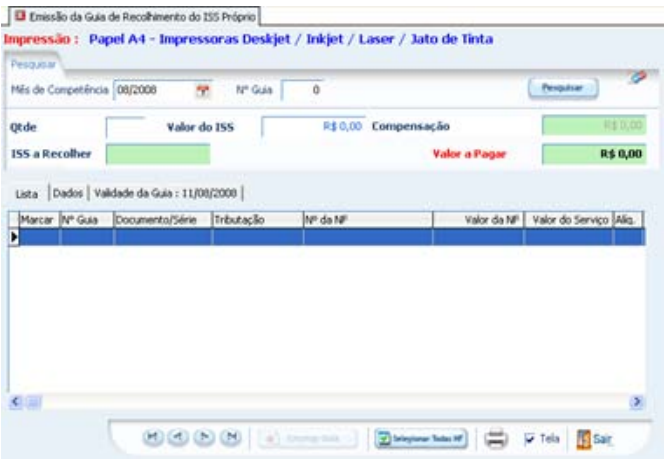 Emissão da Guia de Recolhimento do ISS Próprio
Impressão : Papel A4 - Impressoras Deskjet / Inkjet / Laser / Jato de Tinta
Pesquisar
Mês de Competência 08/2008 Nº Guia 0 Pesquisar
Qtde Valor do ISS R$ 0,00 Compensação R$ 0,00
ISS a Recolher Valor a Pagar R$ 0,00
Lista Dados Validade da Guia : 11/08/2008
Marcar Nº Guia Documento/Série Tributação Nº da NF Valor da NF Valor do Serviço Alíq.
Selecionar Todas NF Tela Sair